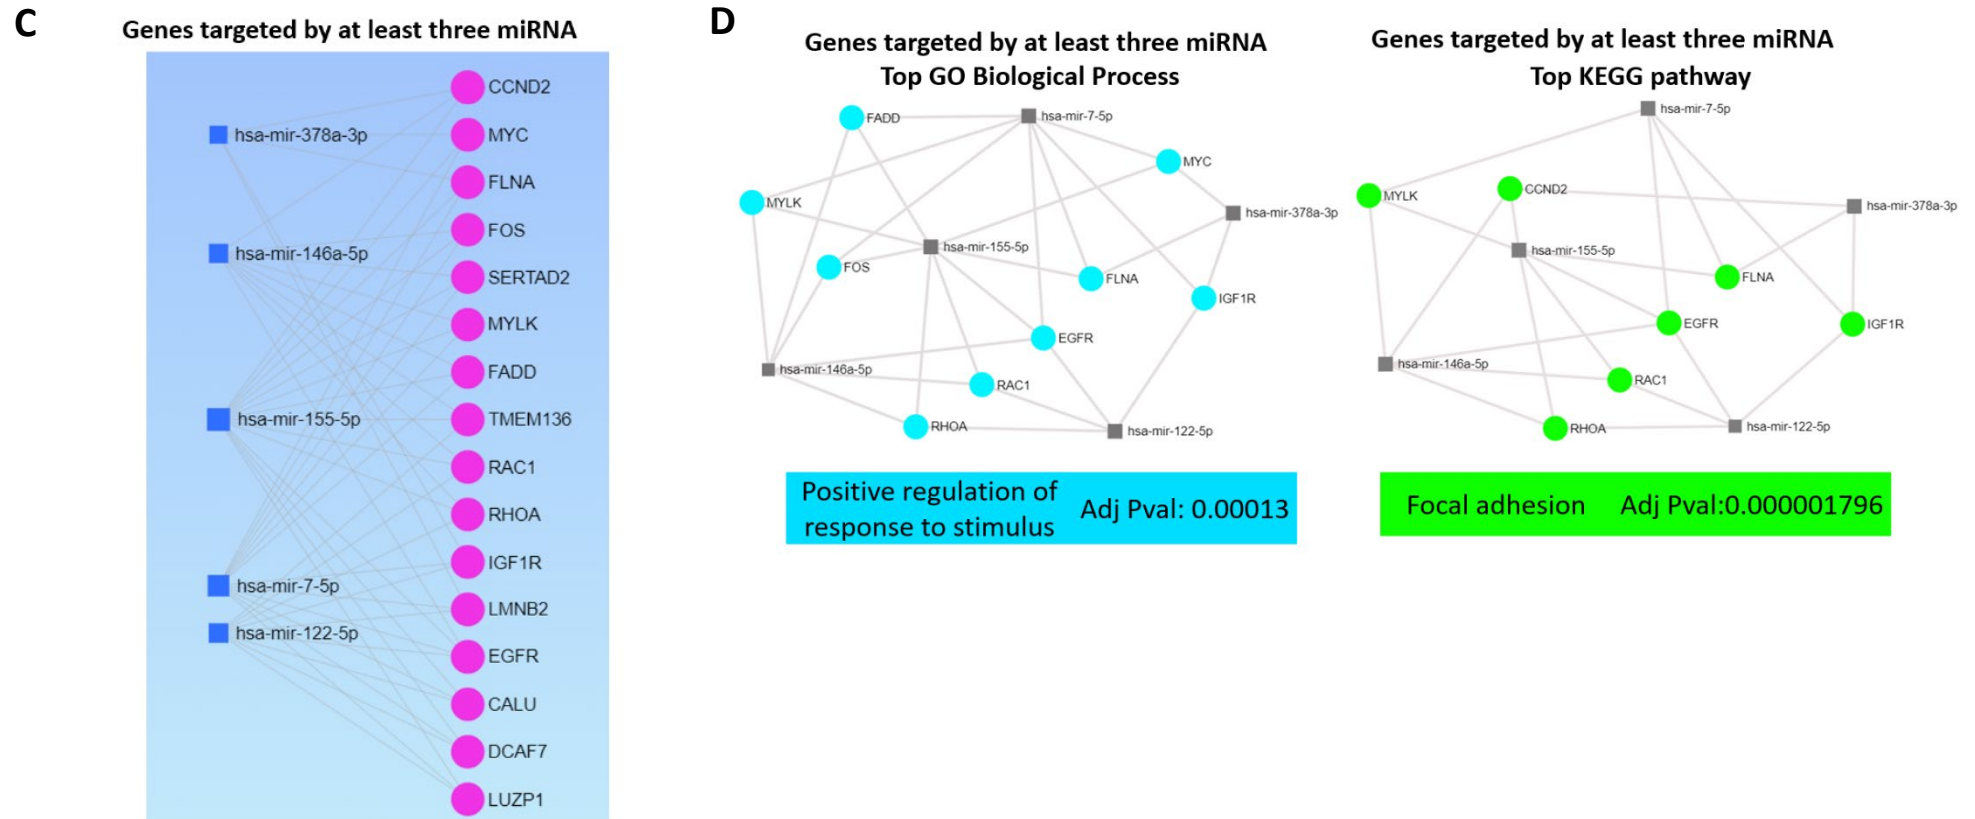 C
Genes targeted by at least three miRNA
hsa-mir-378a-3p
hsa-mir-146a-5p
hsa-mir-155-5p
hsa-mir-7-5p
hsa-mir-122-5p
CCND2
MYC
FLNA
FOS
SERTAD2
MYLK
FADD
TMEM136
RAC1
RHOA
IGF1R
LMNB2
EGFR
CALU
DCAF7
LUZP1
D
Genes targeted by at least three miRNA
Top GO Biological Process
FADD
hsa-mir-7-5p
MYC
MYLK
hsa-mir-378a-3p
hsa-mir-155-5p
FOS
FLNA
IGF1R
EGFR
hsa-mir-146a-5p
RAC1
RHOA
hsa-mir-122-5p
Positive regulation of
response to stimulus
Adj Pval: 0.00013
Genes targeted by at least three miRNA
Top KEGG pathway
hsa-mir-7-5p
MYLK
CCND2
hsa-mir-378a-3p
hsa-mir-155-5p
FLNA
EGFR
IGF1R
hsa-mir-146a-5p
RAC1
RHOA
hsa-mir-122-5p
Focal adhesion
Adj Pval:0.000001796